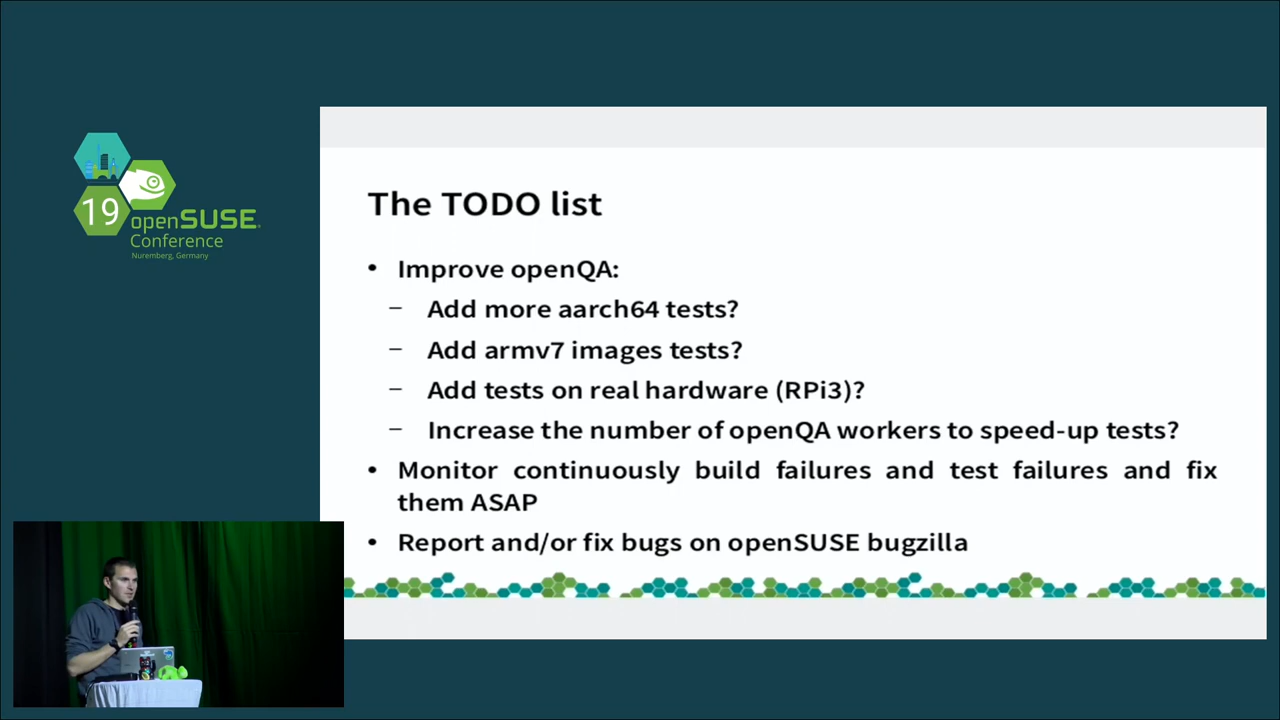 19
openSUSE
Conference
Nuremberg, Germany
The TODO list
• Improve openQA:
– Add more aarch64 tests?
– Add armv7 images tests?
– Add tests on real hardware (RPi3)?
– Increase the number of openQA workers to speed-up tests?
• Monitor continuously build failures and test failures and fix
them ASAP
• Report and/or fix bugs on openSUSE bugzilla